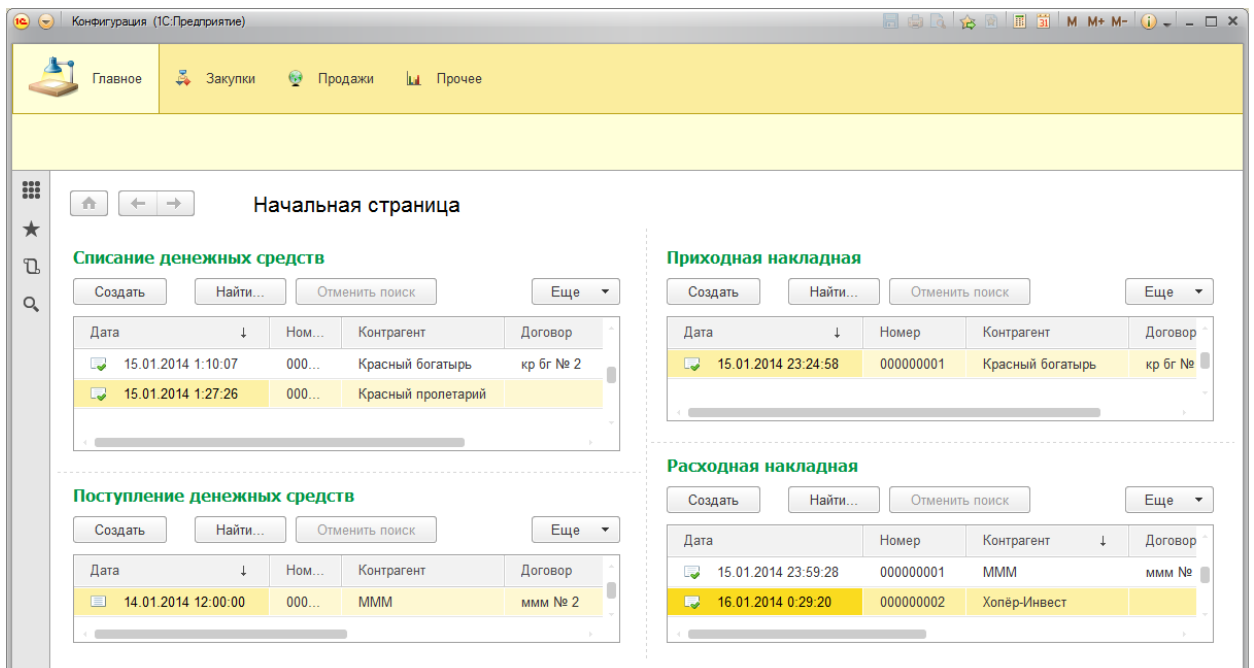 1С Конфигурация (1С:Предприятие) 31 M M+ M-
Главное Закупки Продажи Прочее
Начальная страница
Списание денежных средств
Создать Найти... Отменить поиск Еще
Дата ↓ Ном... Контрагент Договор
15.01.2014 1:10:07 000... Красный богатырь кр бг № 2
15.01.2014 1:27:26 000... Красный пролетарий
Поступление денежных средств
Создать Найти... Отменить поиск Еще
Дата ↓ Ном... Контрагент Договор
14.01.2014 12:00:00 000... МММ ммм № 2
Приходная накладная
Создать Найти... Отменить поиск Еще
Дата ↓ Номер Контрагент Договор
15.01.2014 23:24:58 000000001 Красный богатырь кр бг №
Расходная накладная
Создать Найти... Отменить поиск Еще
Дата Номер Контрагент ↓ Договор
15.01.2014 23:59:28 000000001 МММ ммм №
16.01.2014 0:29:20 000000002 Хопёр-Инвест